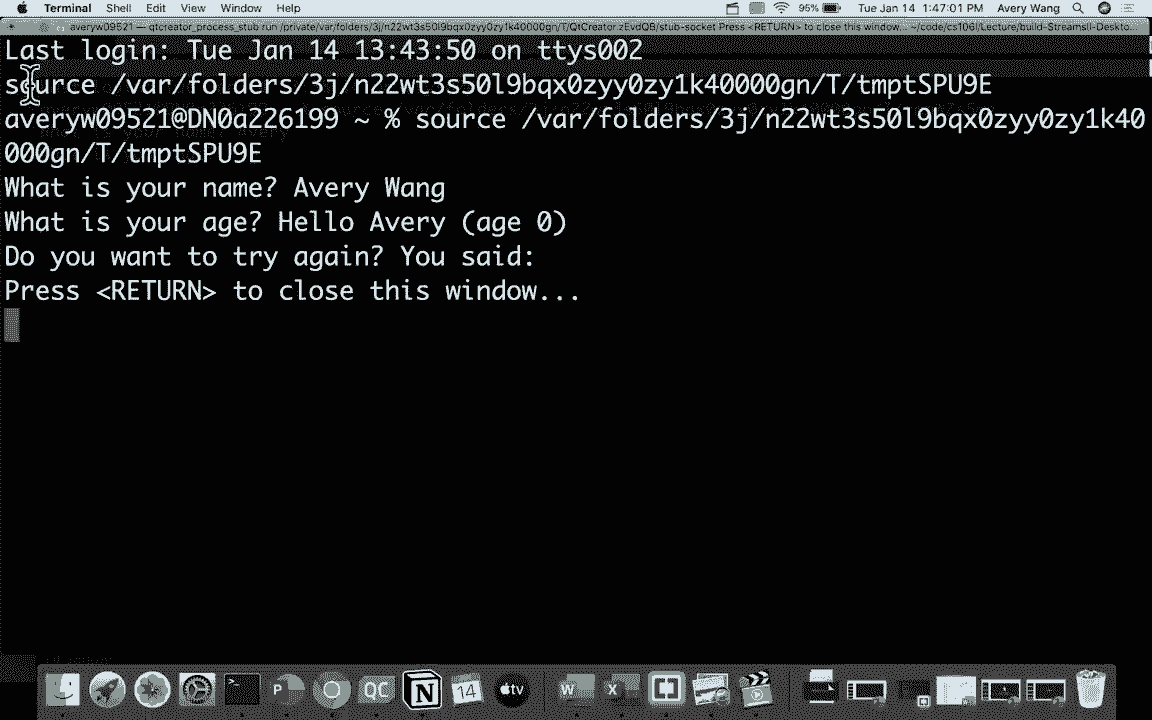 Terminal Shell Edit View Window Help 95% Tue Jan 14 1:47:01 PM Avery Wang
averyw09521 — qtcreator_process_stub run /private/var/folders/3j/n22wt3s50l9bqx0zyy0zy1k40000gn/T/QtCreator.zEvdQB/stub-socket Press <RETURN> to close this window... ~/code/cs106l/Lecture/build-StreamsII-Deskto...
Last login: Tue Jan 14 13:43:50 on ttys002
source /var/folders/3j/n22wt3s50l9bqx0zyy0zy1k40000gn/T/tmptSPU9E
averyw09521@DN0a226199 ~ % source /var/folders/3j/n22wt3s50l9bqx0zyy0zy1k40
000gn/T/tmptSPU9E
What is your name? Avery Wang
What is your age? Hello Avery (age 0)
Do you want to try again? You said:
Press <RETURN> to close this window...
>_ P QC N 14 tv W X